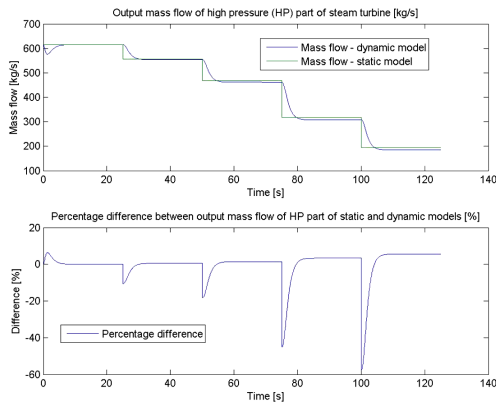 Output mass flow of high pressure (HP) part of steam turbine [kg/s]
700
600
500
400
300
200
100
Mass flow [kg/s]
Mass flow - dynamic model
Mass flow - static model
0 20 40 60 80 100 120 140
Time [s]
Percentage difference between output mass flow of HP part of static and dynamic models [%]
20
0
-20
-40
-60
Difference [%]
Percentage difference
0 20 40 60 80 100 120 140
Time [s]